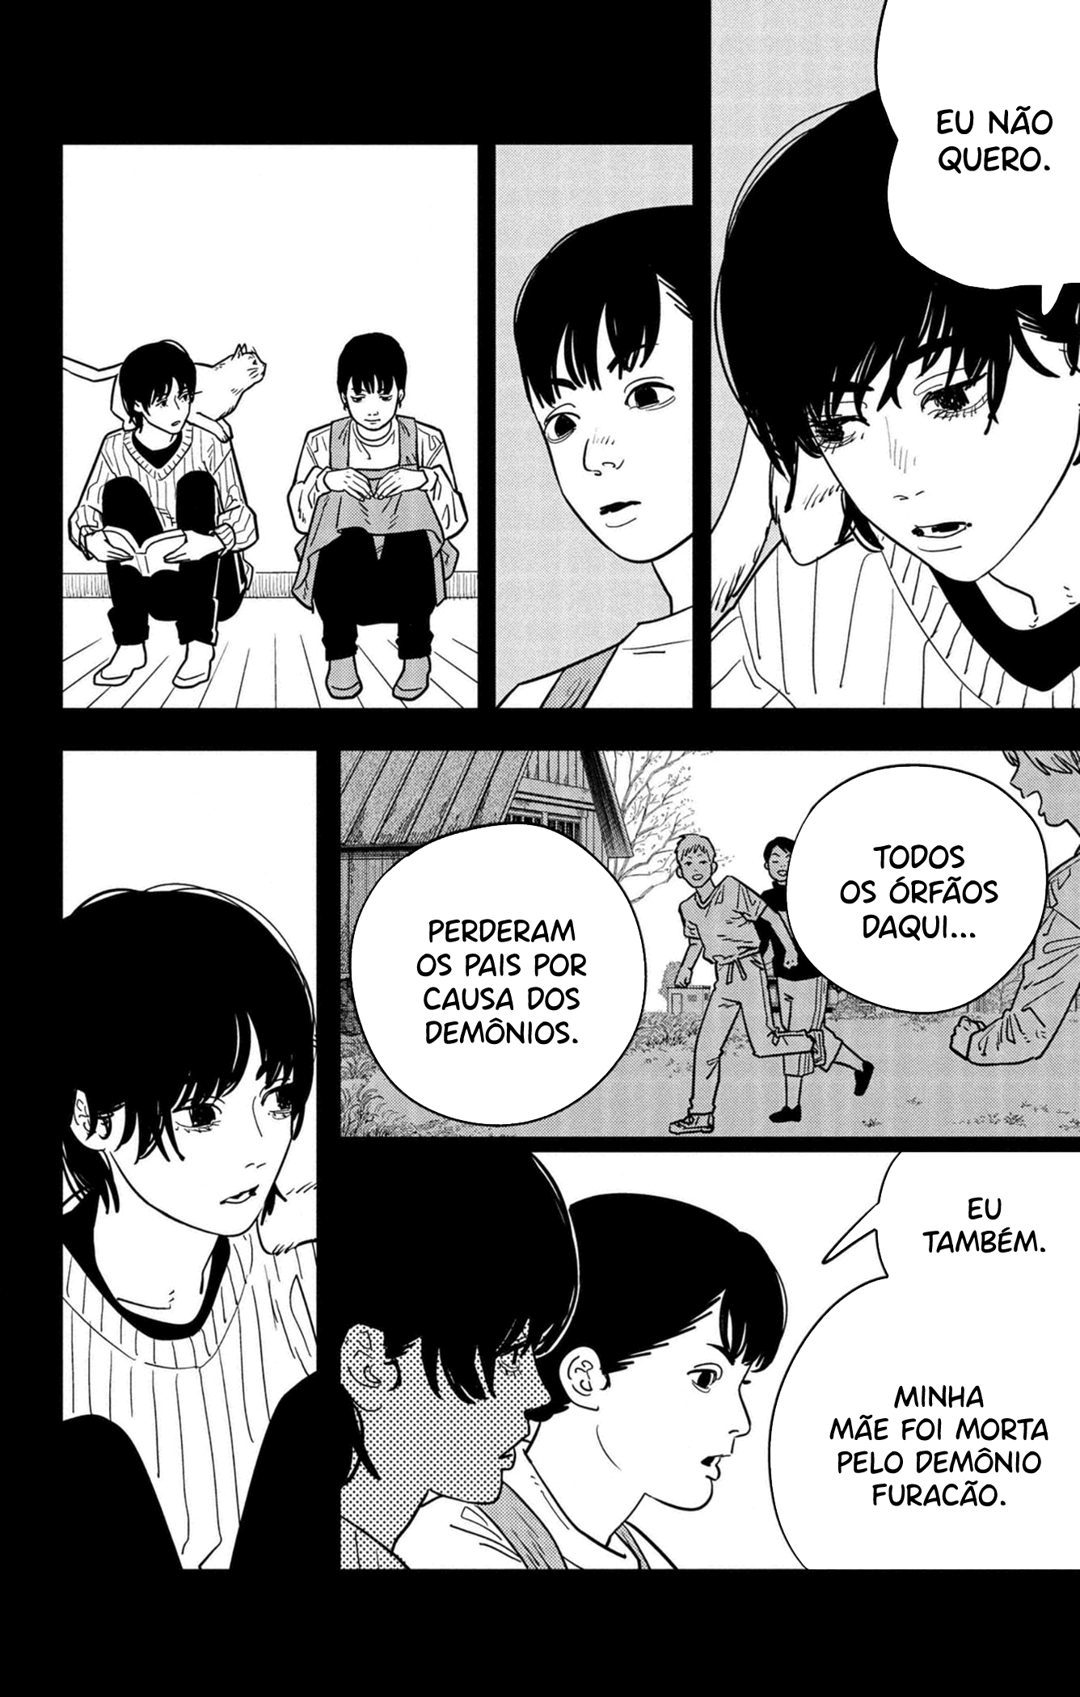 EU NÃO
QUERO.
TODOS
OS ÓRFÃOS
DAQUI...
PERDERAM
OS PAIS POR
CAUSA DOS
DEMÔNIOS.
EU
TAMBÉM.
MINHA
MÃE FOI MORTA
PELO DEMÔNIO
FURACÃO.